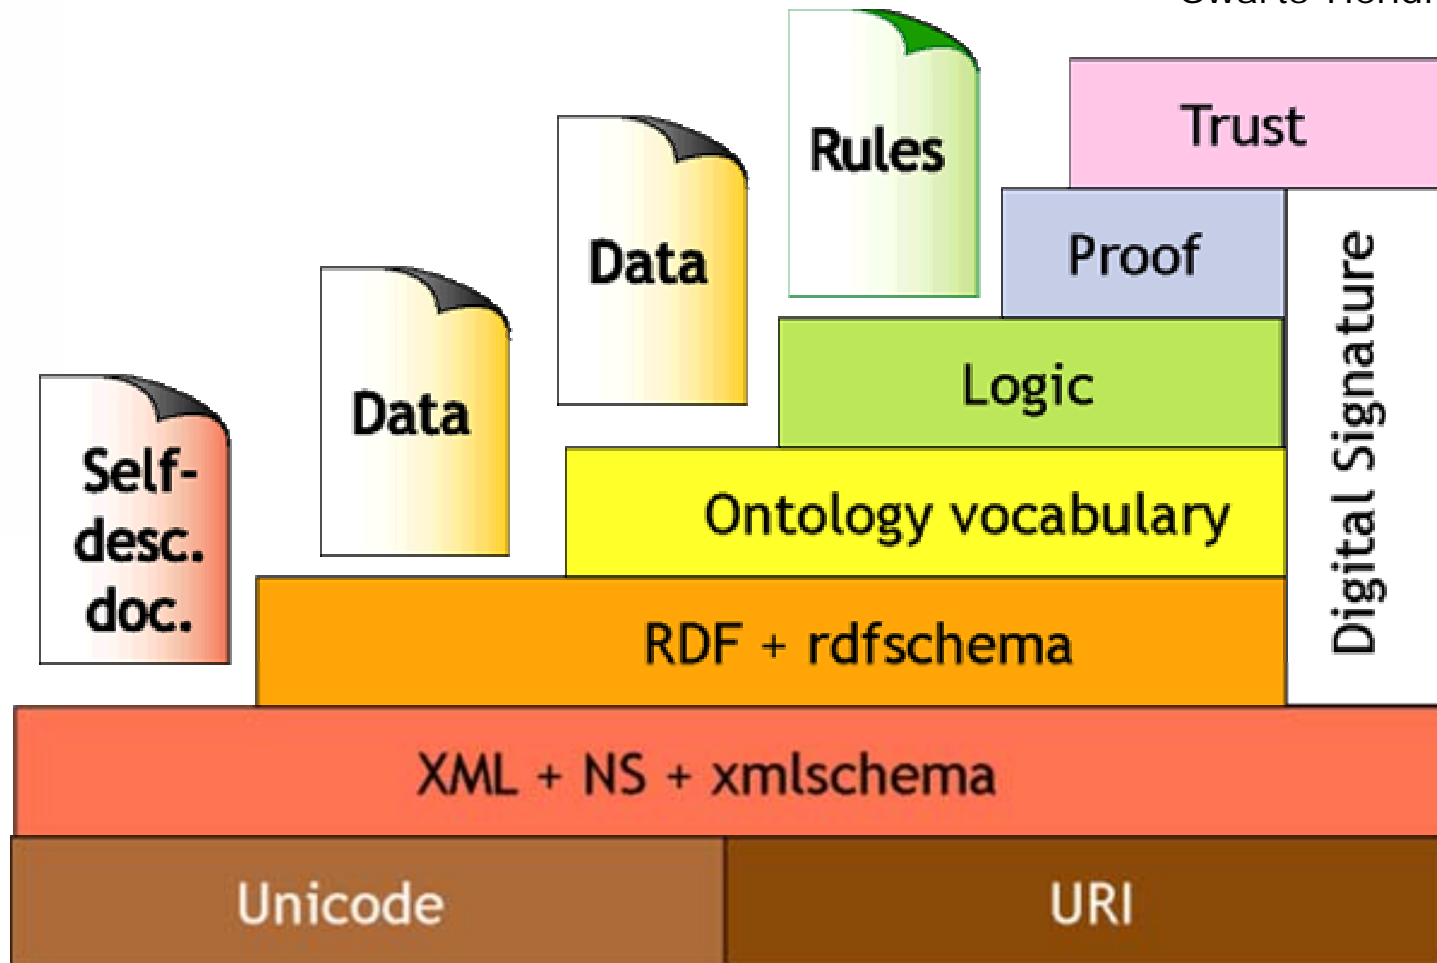 Rules
Trust
Data
Proof
Data
Logic
Self-
desc.
doc.
Ontology vocabulary
Digital Signature
RDF + rdfschema
XML + NS + xmlschema
Unicode
URI